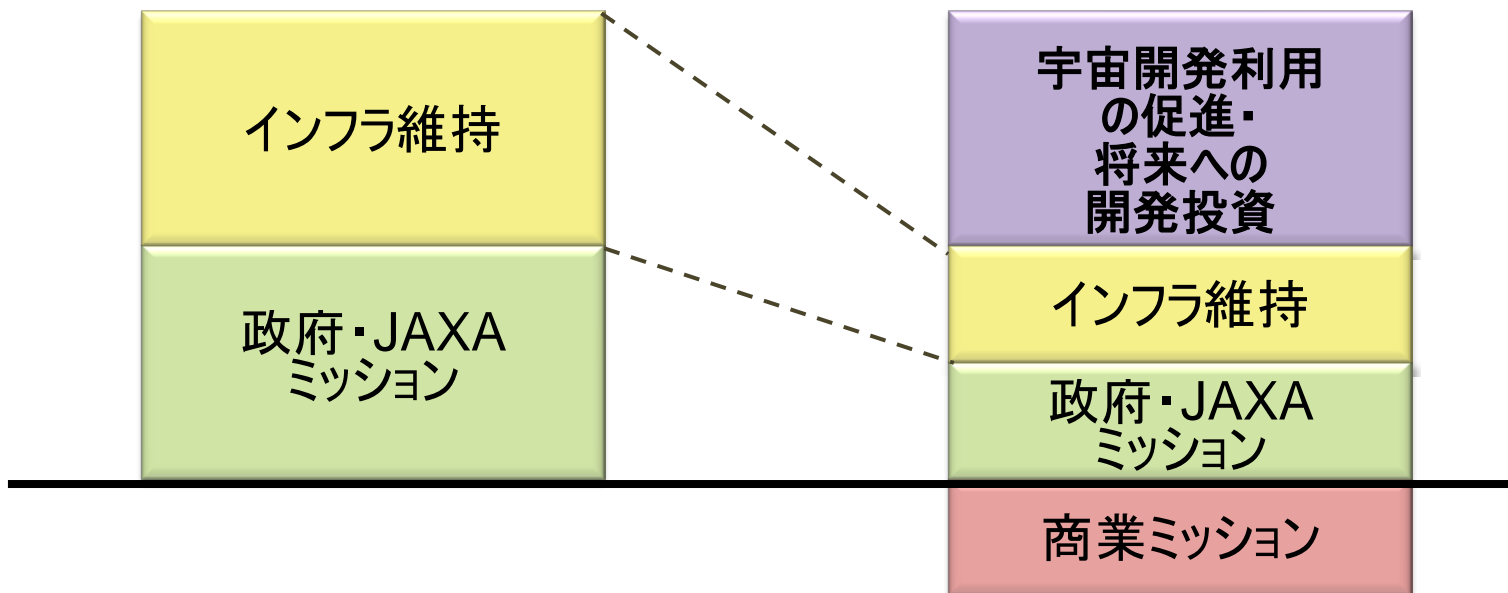 インフラ維持
政府・JAXA
ミッション
宇宙開発利用
の促進・
将来への
開発投資
インフラ維持
政府・JAXA
ミッション
商業ミッション